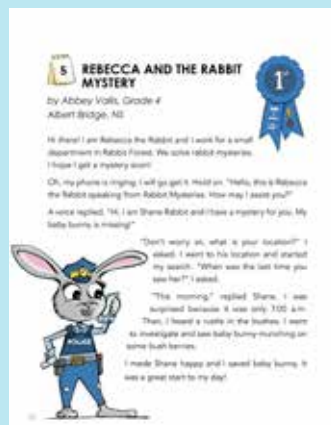 5
REBECCA AND THE RABBIT
MYSTERY
1st
by Abbey Valls, Grade 4
Albert Bridge, NS
Hi there! I am Rebecca the Rabbit and I work for a small
department in Rabbit Forest. We solve rabbit mysteries.
I hope I get a mystery soon!
Oh, my phone is ringing. I will go get it. Hold on. "Hello, this is Rebecca
the Rabbit speaking from Rabbit Mysteries. How may I assist you?"
A voice replied, "Hi, I am Shane Rabbit and I have a mystery for you. My
baby bunny is missing!"
"Don't worry sir, what is your location?" I
asked. I went to his location and started
my search. "When was the last time you
saw her?" I asked.
"This morning," replied Shane. I was
surprised because it was only 7:00 a.m.
Then, I heard a rustle in the bushes. I went
to investigate and saw baby bunny munching on
some bush berries.
I made Shane happy and I saved baby bunny. It
was a great start to my day!
POLICE